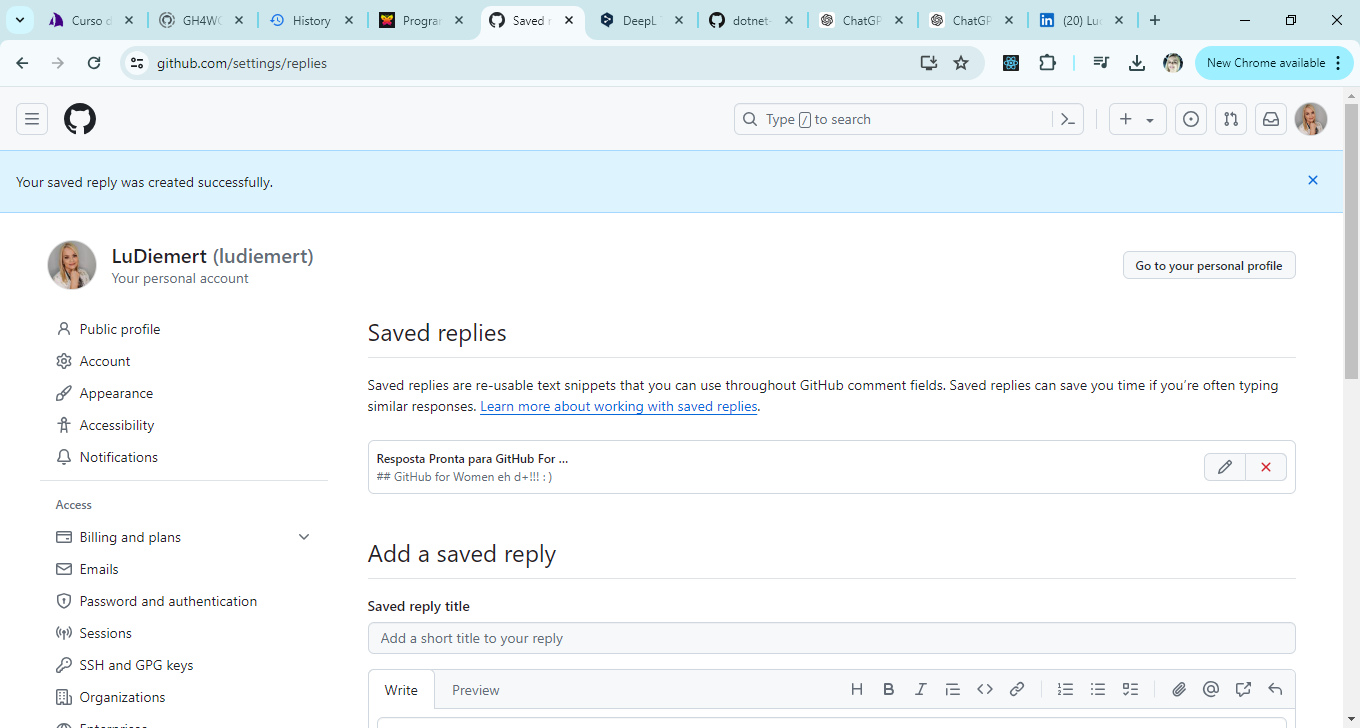 Curso d
GH4WC
History
Program
Saved r
DeepL T
dotnet-
ChatGP
ChatGP
(20) Lu
github.com/settings/replies
New Chrome available
Type / to search
Your saved reply was created successfully.
LuDiemert (ludiemert)
Your personal account
Go to your personal profile
Public profile
Account
Appearance
Accessibility
Notifications
Access
Billing and plans
Emails
Password and authentication
Sessions
SSH and GPG keys
Organizations
Enterprises
Saved replies
Saved replies are re-usable text snippets that you can use throughout GitHub comment fields. Saved replies can save you time if you’re often typing
similar responses. Learn more about working with saved replies.
Resposta Pronta para GitHub For ...
## GitHub for Women eh d+!!! : )
Add a saved reply
Saved reply title
Add a short title to your reply
Write
Preview